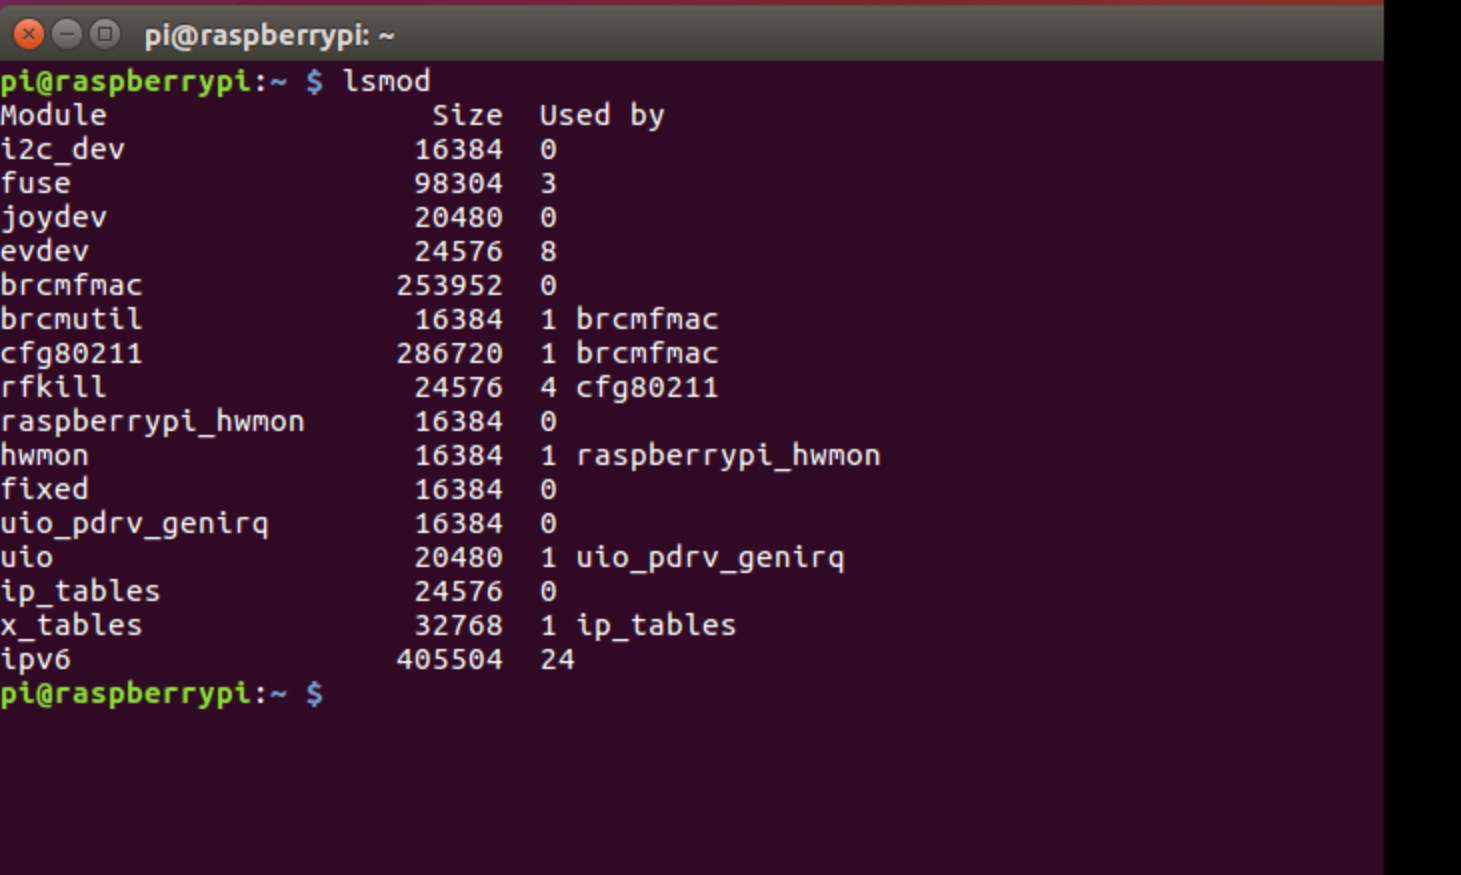 pi@raspberrypi: ~
pi@raspberrypi:~ $ lsmod
Module                  Size  Used by
i2c_dev                16384  0
fuse                   98304  3
joydev                 20480  0
evdev                  24576  8
brcmfmac              253952  0
brcmutil               16384  1 brcmfmac
cfg80211              286720  1 brcmfmac
rfkill                 24576  4 cfg80211
raspberrypi_hwmon      16384  0
hwmon                  16384  1 raspberrypi_hwmon
fixed                  16384  0
uio_pdrv_genirq        16384  0
uio                    20480  1 uio_pdrv_genirq
ip_tables              24576  0
x_tables               32768  1 ip_tables
ipv6                  405504  24
pi@raspberrypi:~ $